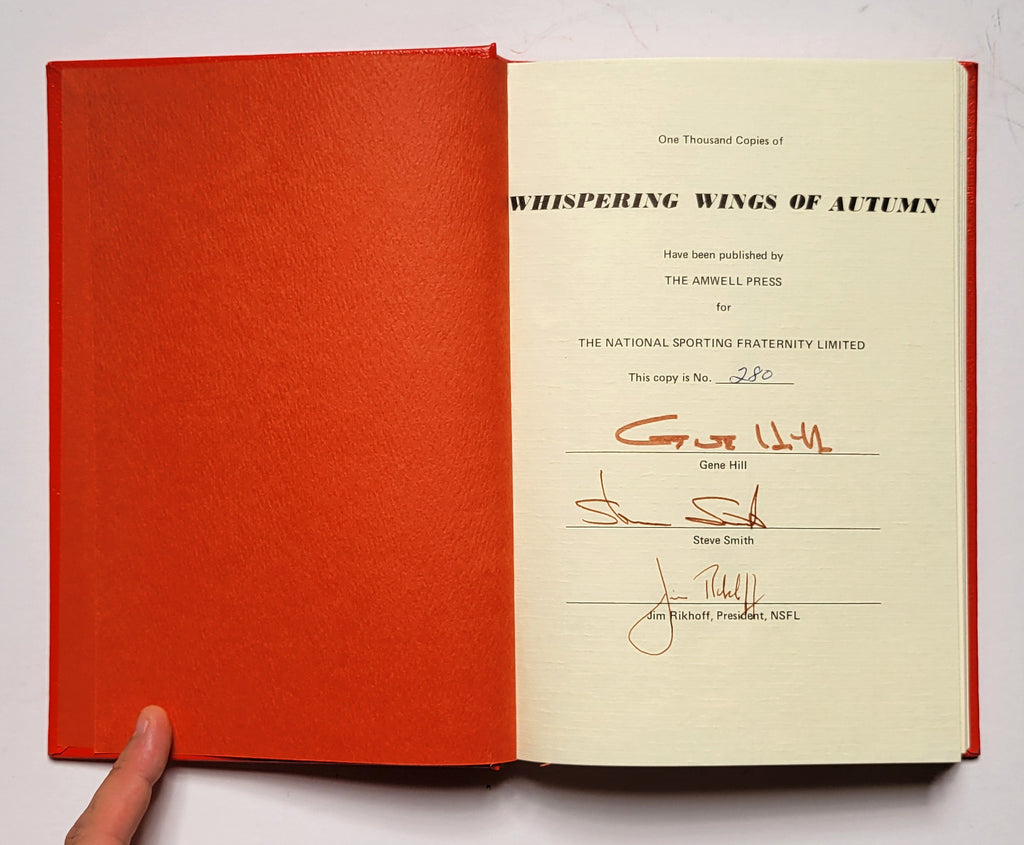 One Thousand Copies of
WHISPERING WINGS OF AUTUMN
Have been published by
THE AMWELL PRESS
for
THE NATIONAL SPORTING FRATERNITY LIMITED
This copy is No. 280
Gene Hill
Gene Hill
Steve Smith
Steve Smith
Jim Rikhoff
Jim Rikhoff, President, NSFL